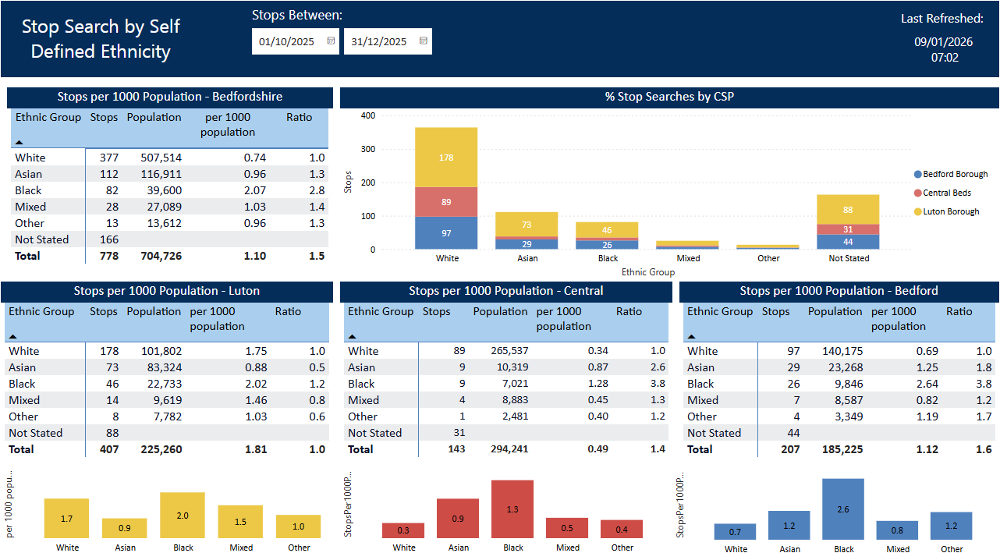 Stop Search by Self
Defined Ethnicity
Stops Between:
01/10/2025 31/12/2025
Last Refreshed:
09/01/2026
07:02
Stops per 1000 Population - Bedfordshire
Ethnic Group Stops Population per 1000 population Ratio
White 377 507,514 0.74 1.0
Asian 112 116,911 0.96 1.3
Black 82 39,600 2.07 2.8
Mixed 28 27,089 1.03 1.4
Other 13 13,612 0.96 1.3
Not Stated 166
Total 778 704,726 1.10 1.5
% Stop Searches by CSP
400
300
200
100
0
Stops
178
89
97
73
29
46
26
88
31
44
White Asian Black Mixed Other Not Stated
Ethnic Group
Bedford Borough
Central Beds
Luton Borough
Stops per 1000 Population - Luton
Ethnic Group Stops Population per 1000 population Ratio
White 178 101,802 1.75 1.0
Asian 73 83,324 0.88 0.5
Black 46 22,733 2.02 1.2
Mixed 14 9,619 1.46 0.8
Other 8 7,782 1.03 0.6
Not Stated 88
Total 407 225,260 1.81 1.0
per 1000 popu...
1.7 0.9 2.0 1.5 1.0
White Asian Black Mixed Other
Stops per 1000 Population - Central
Ethnic Group Stops Population per 1000 population Ratio
White 89 265,537 0.34 1.0
Asian 9 10,319 0.87 2.6
Black 9 7,021 1.28 3.8
Mixed 4 8,883 0.45 1.3
Other 1 2,481 0.40 1.2
Not Stated 31
Total 143 294,241 0.49 1.4
StopsPer1000P...
0.3 0.9 1.3 0.5 0.4
White Asian Black Mixed Other
Stops per 1000 Population - Bedford
Ethnic Group Stops Population per 1000 population Ratio
White 97 140,175 0.69 1.0
Asian 29 23,268 1.25 1.8
Black 26 9,846 2.64 3.8
Mixed 7 8,587 0.82 1.2
Other 4 3,349 1.19 1.7
Not Stated 44
Total 207 185,225 1.12 1.6
StopsPer1000P...
0.7 1.2 2.6 0.8 1.2
White Asian Black Mixed Other